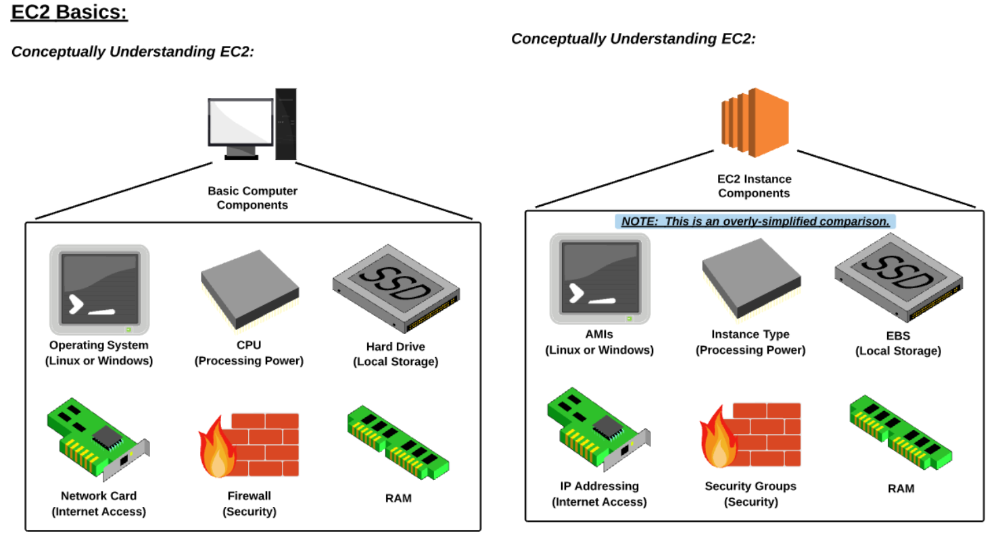 EC2 Basics:
Conceptually Understanding EC2:
Basic Computer
Components
SSD
Operating System
(Linux or Windows)
CPU
(Processing Power)
Hard Drive
(Local Storage)
Network Card
(Internet Access)
Firewall
(Security)
RAM
Conceptually Understanding EC2:
EC2 Instance
Components
NOTE:  This is an overly-simplified comparison.
SSD
AMIs
(Linux or Windows)
Instance Type
(Processing Power)
EBS
(Local Storage)
IP Addressing
(Internet Access)
Security Groups
(Security)
RAM